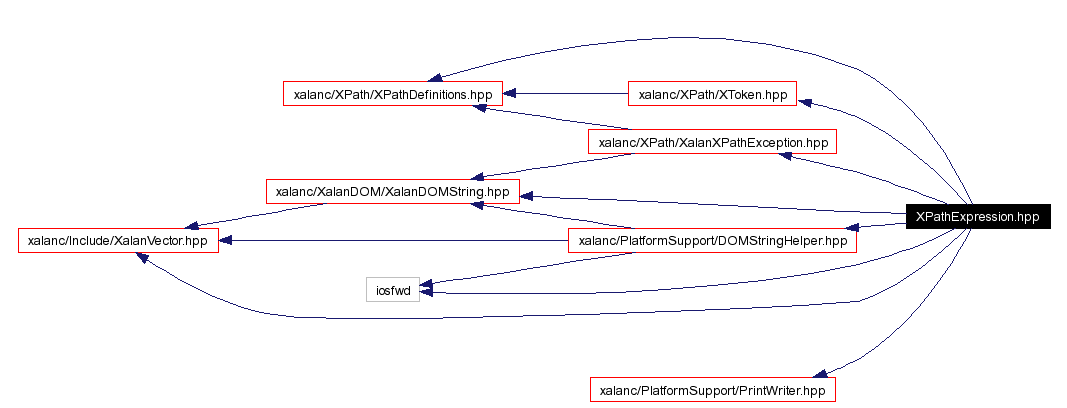 xalanc/XPath/XPathDefinitions.hpp
xalanc/XPath/XToken.hpp
xalanc/XPath/XalanXPathException.hpp
xalanc/XalanDOM/XalanDOMString.hpp
XPathExpression.hpp
xalanc/Include/XalanVector.hpp
xalanc/PlatformSupport/DOMStringHelper.hpp
iosfwd
xalanc/PlatformSupport/PrintWriter.hpp